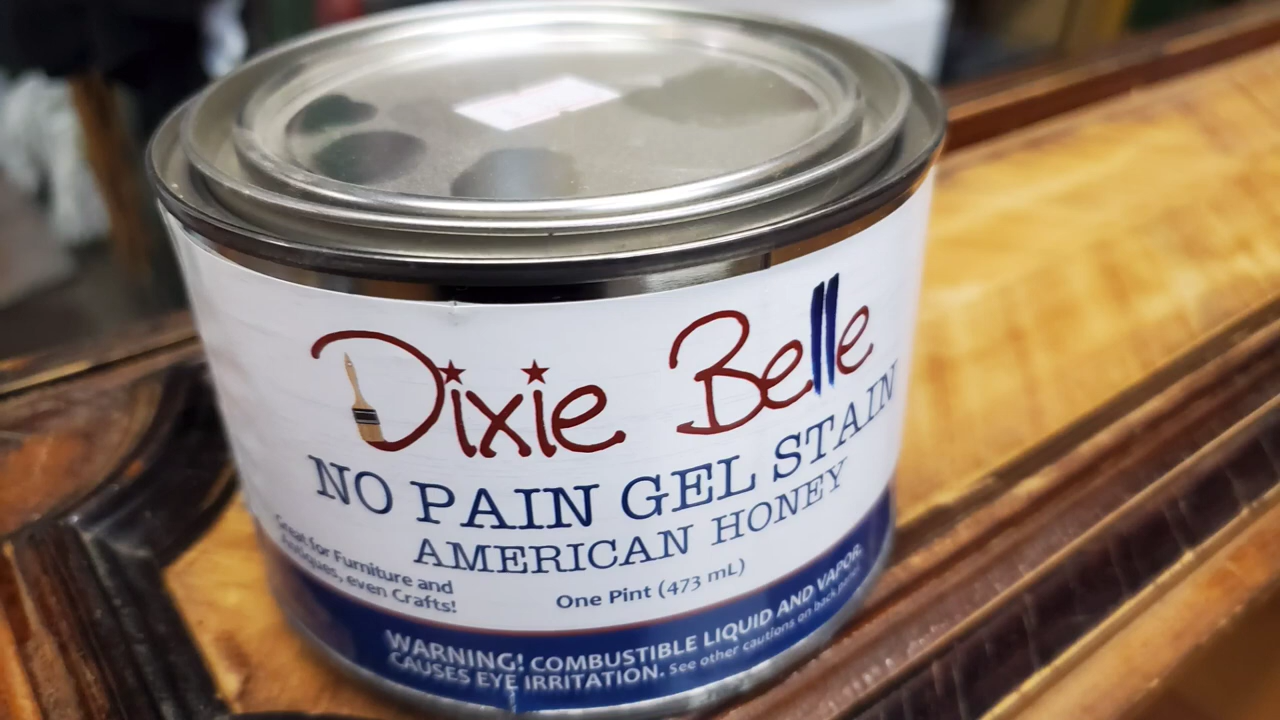 Dixie Belle
NO PAIN GEL STAIN
AMERICAN HONEY
Great for Furniture and
Antiques, even Crafts!
One Pint (473 mL)
WARNING! COMBUSTIBLE LIQUID AND VAPOR.
CAUSES EYE IRRITATION. See other cautions on back panel.